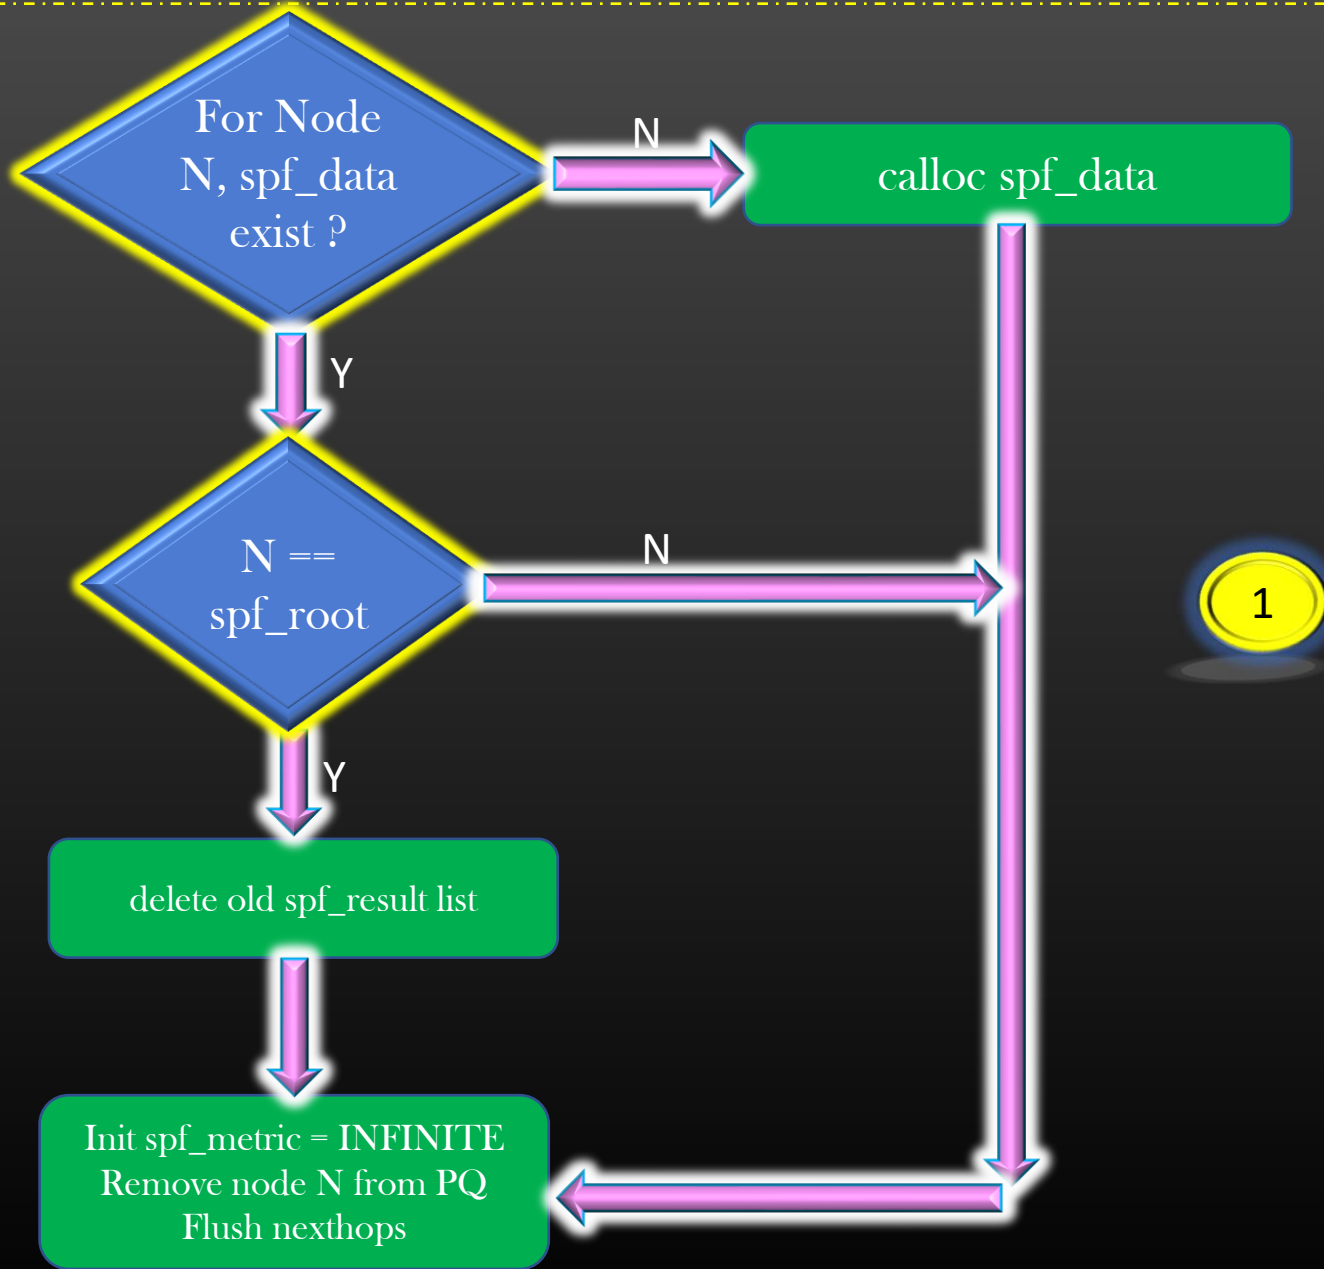 For Node
N, spf_data
exist ?
N
calloc spf_data
Y
N ==
spf_root
N
1
Y
delete old spf_result list
Init spf_metric = INFINITE
Remove node N from PQ
Flush nexthops